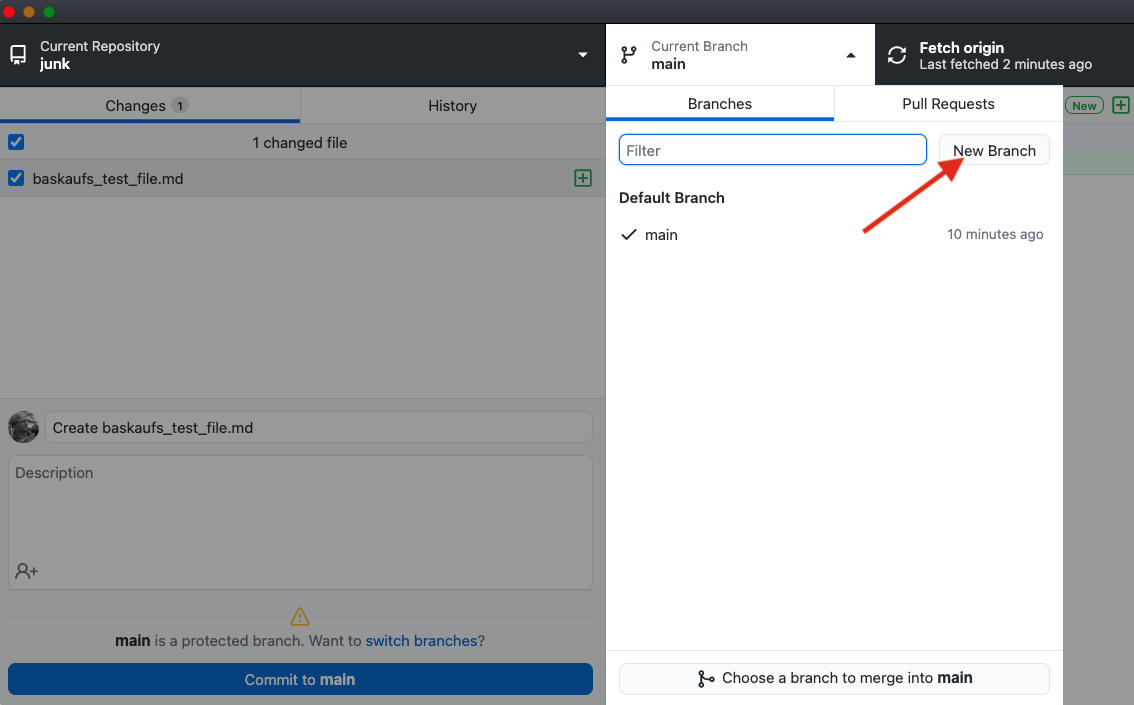 Current Repository
junk
Current Branch
main
Fetch origin
Last fetched 2 minutes ago
Changes 1
History
Branches
Pull Requests
New
1 changed file
Filter
New Branch
baskaufs_test_file.md
Default Branch
main
10 minutes ago
Create baskaufs_test_file.md
Description
main is a protected branch. Want to switch branches?
Commit to main
Choose a branch to merge into main